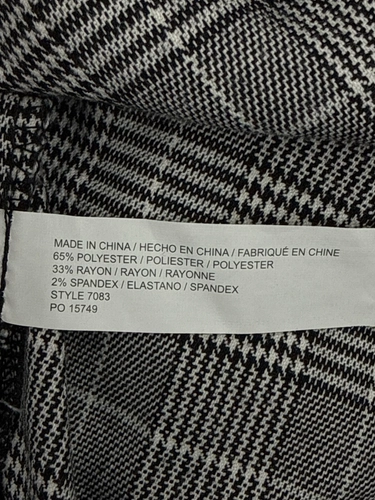 MADE IN CHINA / HECHO EN CHINA / FABRIQUÉ EN CHINE
65% POLYESTER / POLIESTER / POLYESTER
33% RAYON / RAYON / RAYONNE
2% SPANDEX / ELASTANO / SPANDEX
STYLE 7083
PO 15749